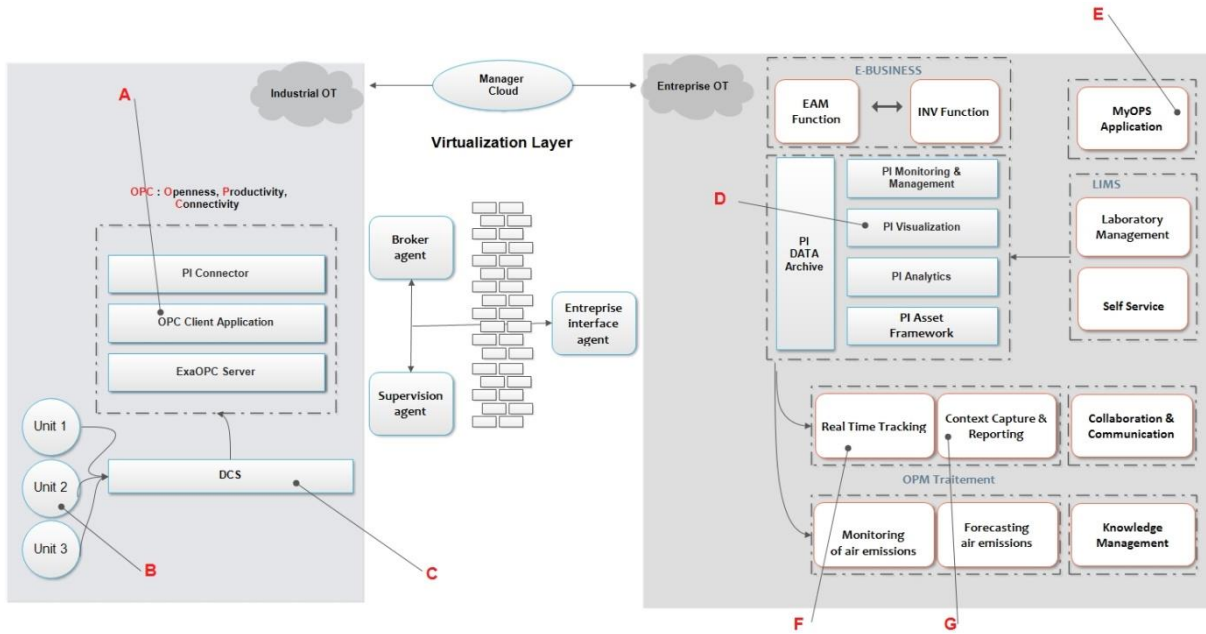 A
Industrial OT
Manager
Cloud
Virtualization Layer
Entreprise OT
E-BUSINESS
EAM
Function
INV Function
E
MyOPS
Application
OPC : Openness, Productivity,
Connectivity
PI Connector
OPC Client Application
ExaOPC Server
Unit 1
Unit 2
Unit 3
DCS
B
C
Broker
agent
Supervision
agent
Entreprise
interface
agent
D
PI
DATA
Archive
PI Monitoring &
Management
PI Visualization
PI Analytics
PI Asset
Framework
LIMS
Laboratory
Management
Self Service
Real Time Tracking
Context Capture &
Reporting
Collaboration &
Communication
OPM Traitement
Monitoring
of air emissions
Forecasting
air emissions
Knowledge
Management
F
G